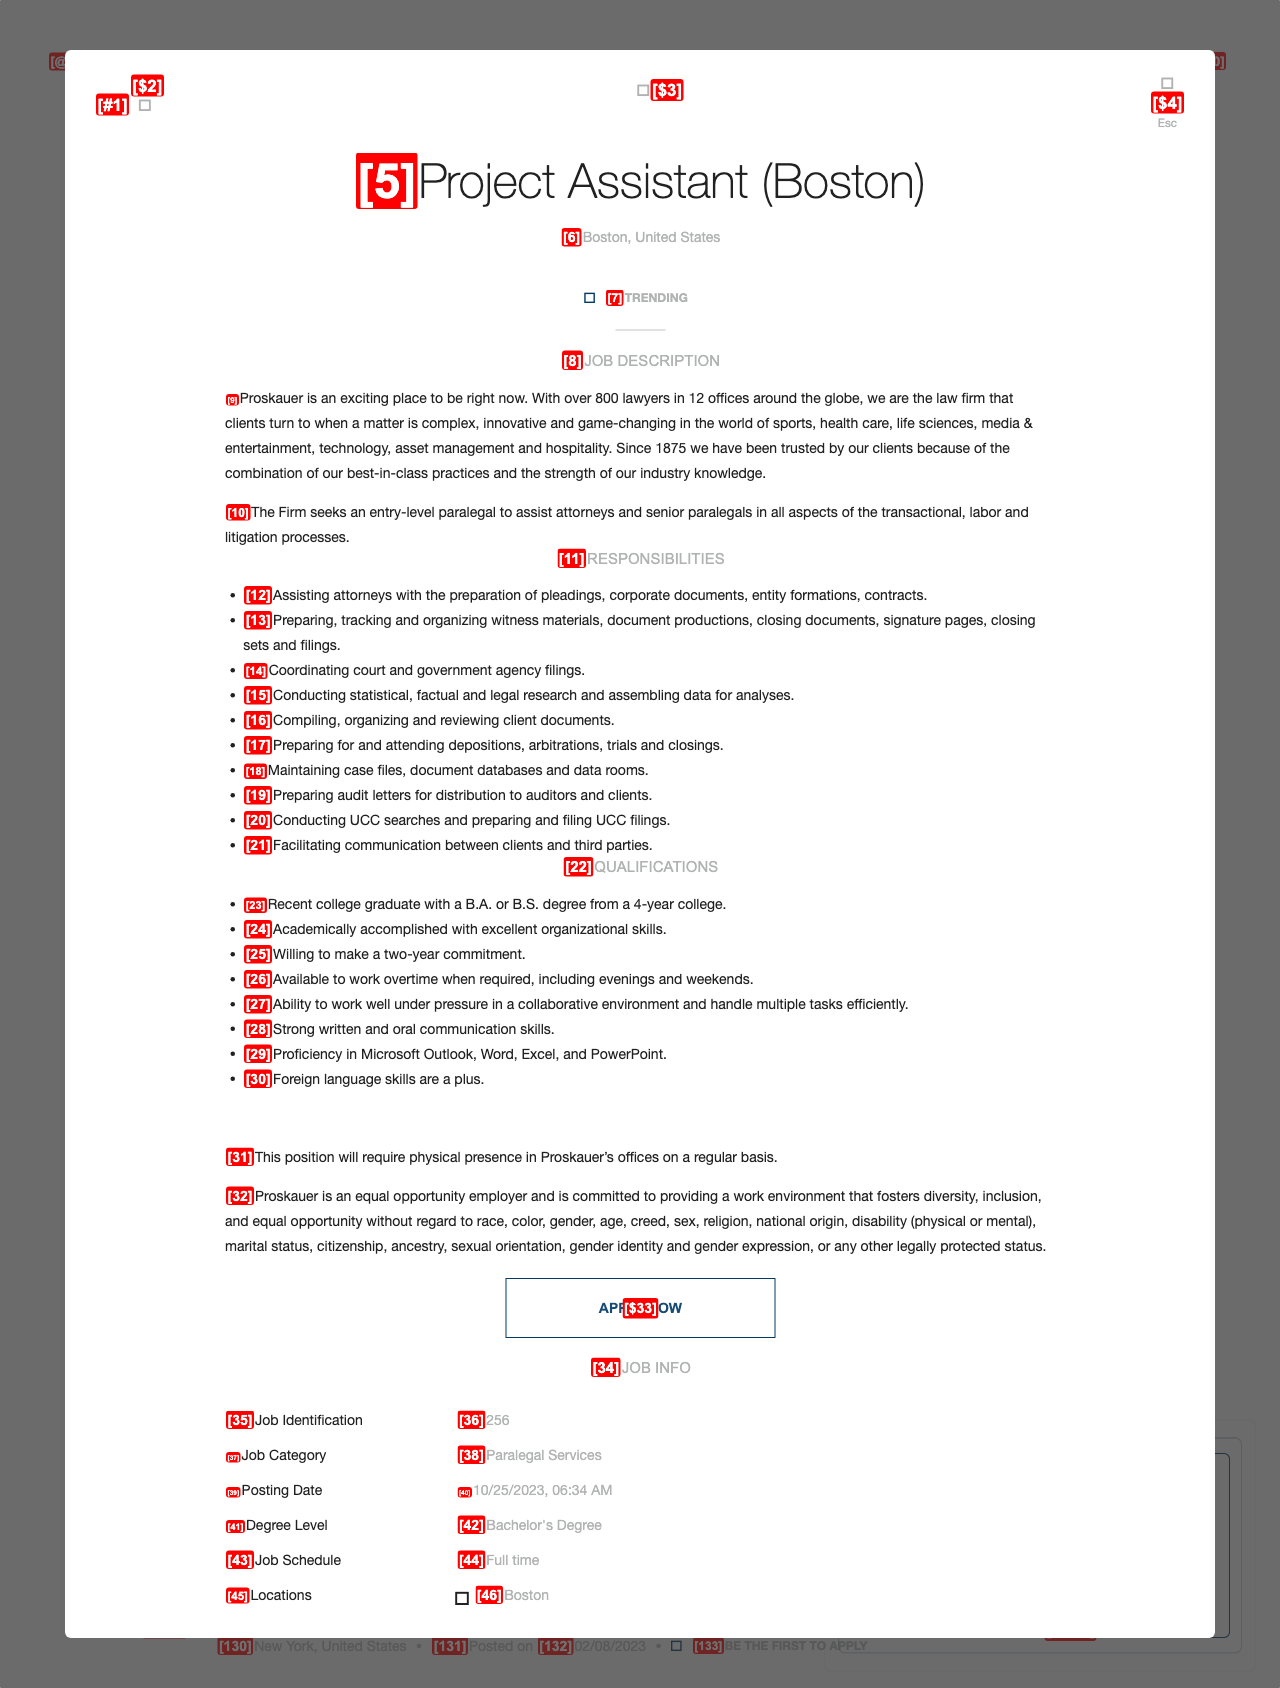 [$2]
[#1]
[$3]
[$4]
Esc
[5]Project Assistant (Boston)
[6]Boston, United States
[7]TRENDING
[8]JOB DESCRIPTION
[9]Proskauer is an exciting place to be right now. With over 800 lawyers in 12 offices around the globe, we are the law firm that
clients turn to when a matter is complex, innovative and game-changing in the world of sports, health care, life sciences, media &
entertainment, technology, asset management and hospitality. Since 1875 we have been trusted by our clients because of the
combination of our best-in-class practices and the strength of our industry knowledge.
[10]The Firm seeks an entry-level paralegal to assist attorneys and senior paralegals in all aspects of the transactional, labor and
litigation processes.
[11]RESPONSIBILITIES
• [12]Assisting attorneys with the preparation of pleadings, corporate documents, entity formations, contracts.
• [13]Preparing, tracking and organizing witness materials, document productions, closing documents, signature pages, closing
sets and filings.
• [14]Coordinating court and government agency filings.
• [15]Conducting statistical, factual and legal research and assembling data for analyses.
• [16]Compiling, organizing and reviewing client documents.
• [17]Preparing for and attending depositions, arbitrations, trials and closings.
• [18]Maintaining case files, document databases and data rooms.
• [19]Preparing audit letters for distribution to auditors and clients.
• [20]Conducting UCC searches and preparing and filing UCC filings.
• [21]Facilitating communication between clients and third parties.
[22]QUALIFICATIONS
• [23]Recent college graduate with a B.A. or B.S. degree from a 4-year college.
• [24]Academically accomplished with excellent organizational skills.
• [25]Willing to make a two-year commitment.
• [26]Available to work overtime when required, including evenings and weekends.
• [27]Ability to work well under pressure in a collaborative environment and handle multiple tasks efficiently.
• [28]Strong written and oral communication skills.
• [29]Proficiency in Microsoft Outlook, Word, Excel, and PowerPoint.
• [30]Foreign language skills are a plus.
[31]This position will require physical presence in Proskauer’s offices on a regular basis.
[32]Proskauer is an equal opportunity employer and is committed to providing a work environment that fosters diversity, inclusion,
and equal opportunity without regard to race, color, gender, age, creed, sex, religion, national origin, disability (physical or mental),
marital status, citizenship, ancestry, sexual orientation, gender identity and gender expression, or any other legally protected status.
[$33]
[34]JOB INFO
[35]Job Identification [36]256
[37]Job Category [38]Paralegal Services
[39]Posting Date [40]10/25/2023, 06:34 AM
[41]Degree Level [42]Bachelor's Degree
[43]Job Schedule [44]Full time
[45]Locations [46]Boston
[130]New York, United States • [131]Posted on [132]02/08/2023 • [133]BE THE FIRST TO APPLY